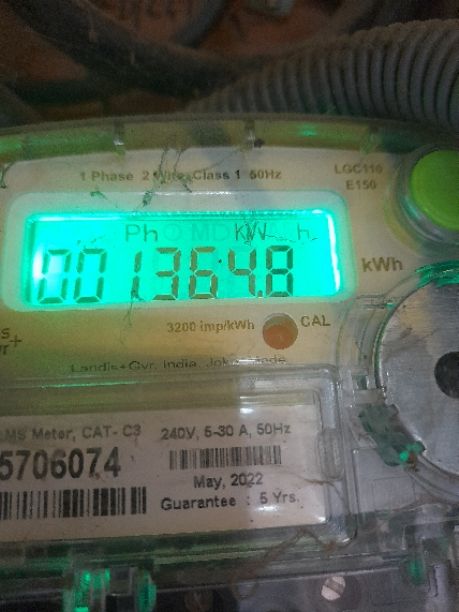 1 Phase 2 Wire Class 1 50Hz
LGC110
E150
Ph MD KW h
001364.8
kWh
3200 imp/kWh
CAL
Landis+Gyr, India
MS Meter, CAT- C3
240V, 5-30 A, 50Hz
5706074
May, 2022
Guarantee : 5 Yrs.